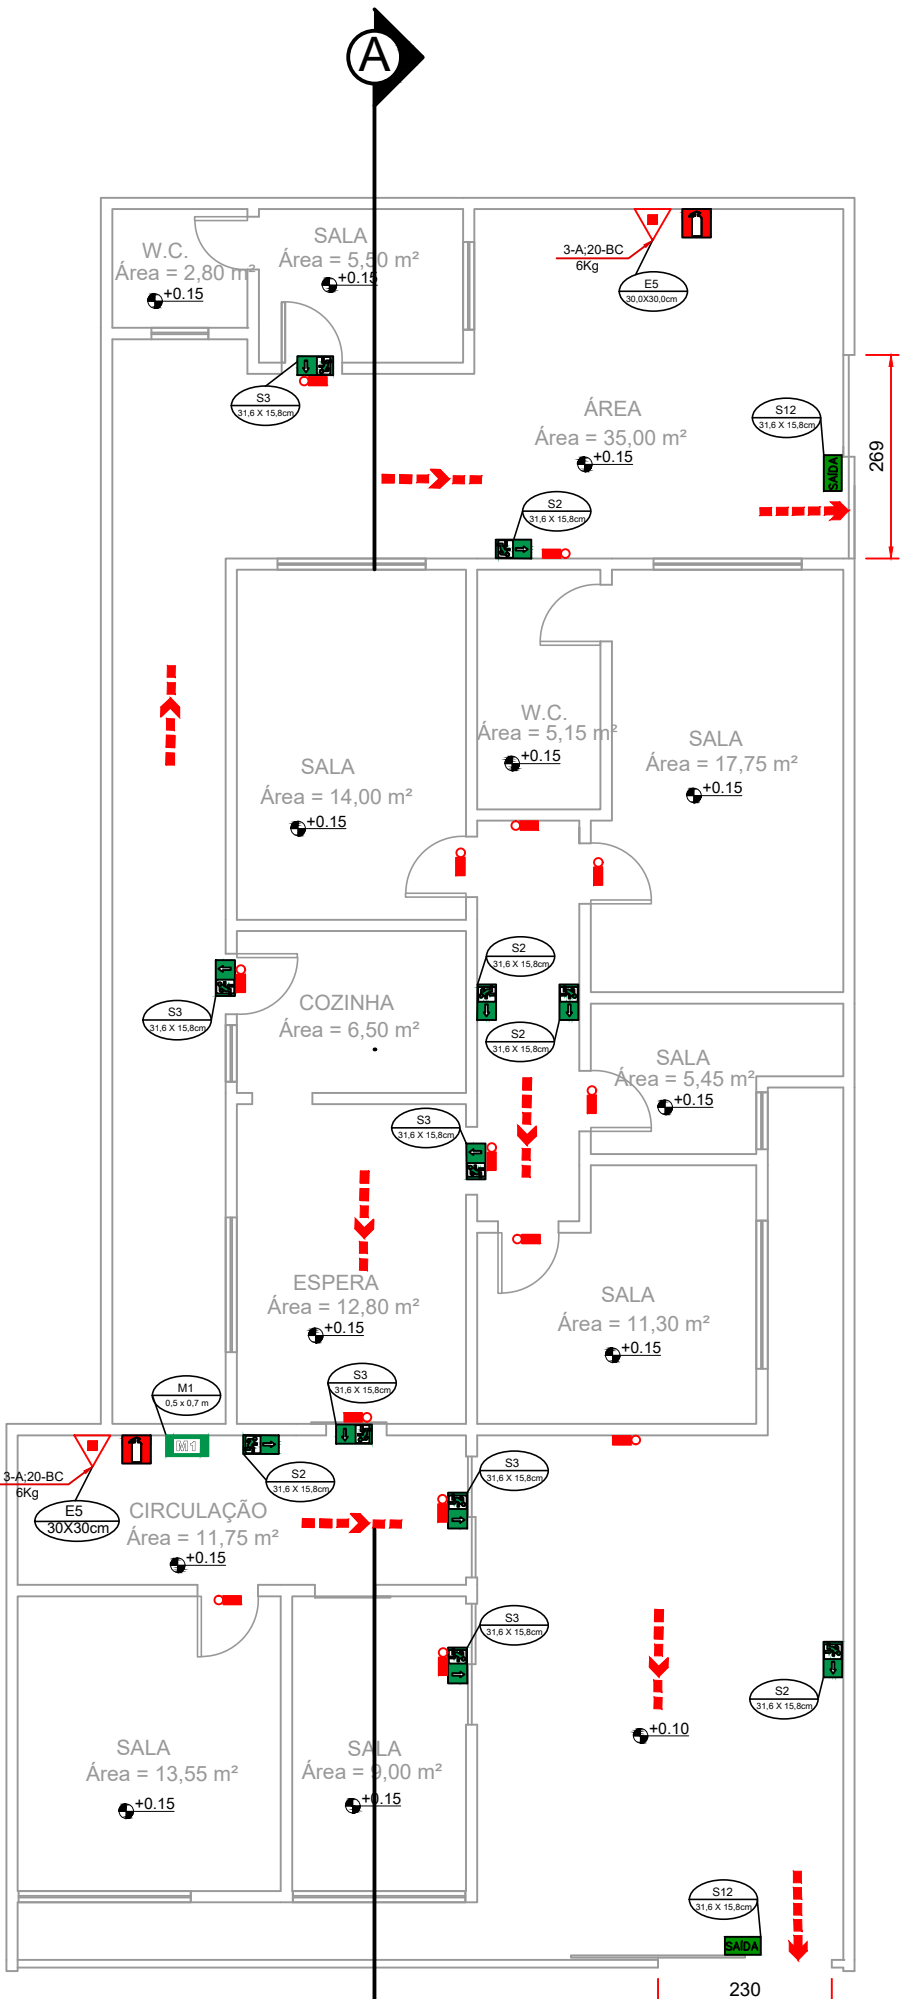 A
W.C.
Área = 2,80 m²
+0.15
SALA
Área = 5,50 m²
+0.15
3-A;20-BC
6Kg
E5
30,0X30,0cm
S3
31,6 X 15,8cm
ÁREA
Área = 35,00 m²
+0.15
S12
31,6 X 15,8cm
SAÍDA
269
S2
31,6 X 15,8cm
SALA
Área = 14,00 m²
+0.15
W.C.
Área = 5,15 m²
+0.15
SALA
Área = 17,75 m²
+0.15
S2
31,6 X 15,8cm
S3
31,6 X 15,8cm
COZINHA
Área = 6,50 m²
S2
31,6 X 15,8cm
SALA
Área = 5,45 m²
+0.15
S3
31,6 X 15,8cm
ESPERA
Área = 12,80 m²
+0.15
SALA
Área = 11,30 m²
+0.15
M1
0,5 x 0,7 m
S3
31,6 X 15,8cm
M1
3-A;20-BC
6Kg
E5
30X30cm
S2
31,6 X 15,8cm
S3
31,6 X 15,8cm
CIRCULAÇÃO
Área = 11,75 m²
+0.15
S3
31,6 X 15,8cm
S2
31,6 X 15,8cm
+0.10
SALA
Área = 13,55 m²
+0.15
SALA
Área = 9,00 m²
+0.15
S12
31,6 X 15,8cm
SAÍDA
230